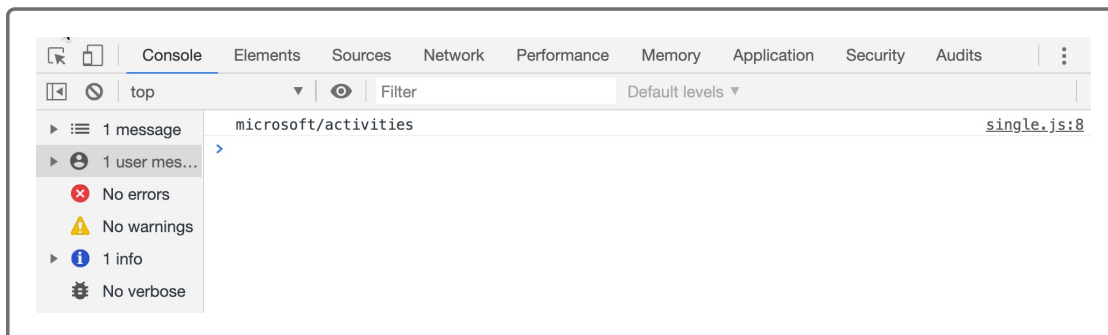 Console Elements Sources Network Performance Memory Application Security Audits
top Filter Default levels
1 message
microsoft/activities single.js:8
1 user mes...
No errors
No warnings
1 info
No verbose